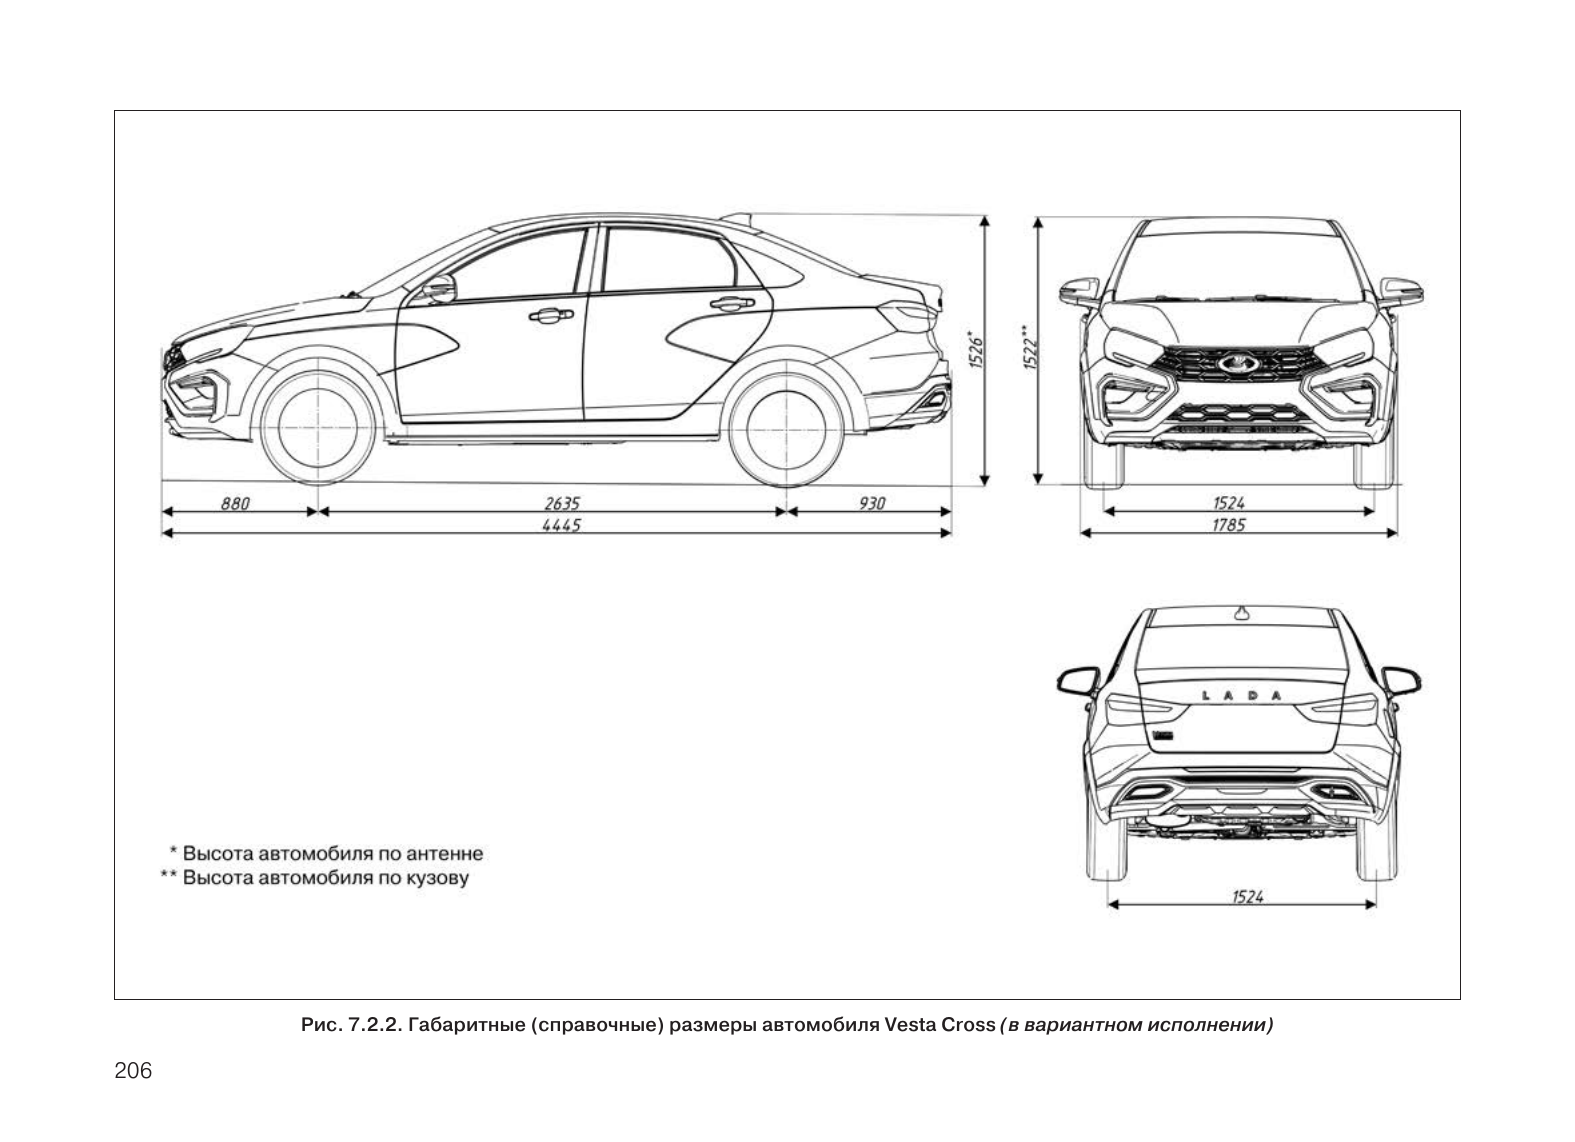 1526*
1522**
880
2635
930
4445
1524
1785
LADA
1524
* Высота автомобиля по антенне
** Высота автомобиля по кузову
Рис. 7.2.2. Габаритные (справочные) размеры автомобиля Vesta Cross (в вариантном исполнении)
206